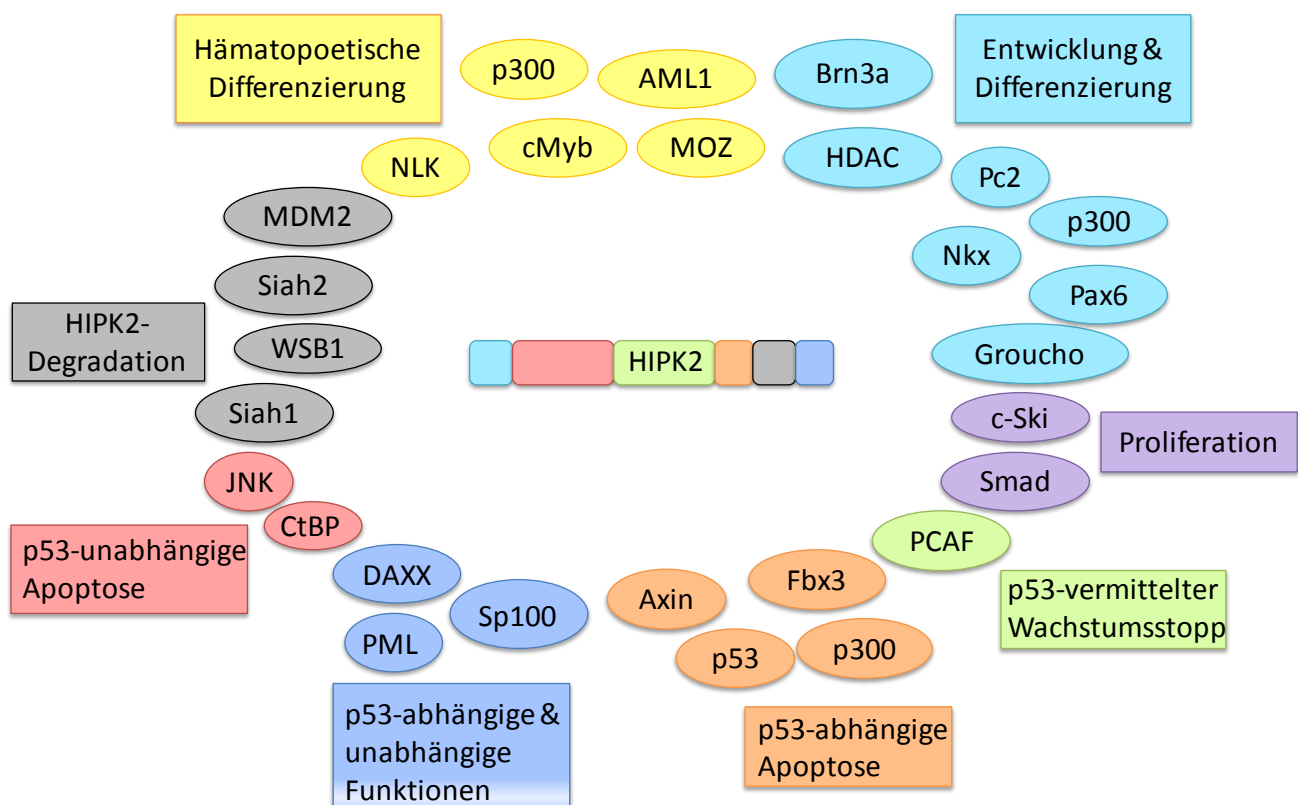 Hämatopoetische
Differenzierung
p300
AML1
Brn3a
Entwicklung &
Differenzierung
NLK
cMyb
MOZ
HDAC
Pc2
MDM2
p300
Nkx
Siah2
Pax6
HIPK2-
Degradation
WSB1
HIPK2
Groucho
Siah1
c-Ski
Proliferation
JNK
Smad
CtBP
PCAF
p53-unabhängige
Apoptose
DAXX
Fbx3
Axin
Sp100
p53-vermittelter
Wachstumsstopp
PML
p53
p300
p53-abhängige &
unabhängige
Funktionen
p53-abhängige
Apoptose